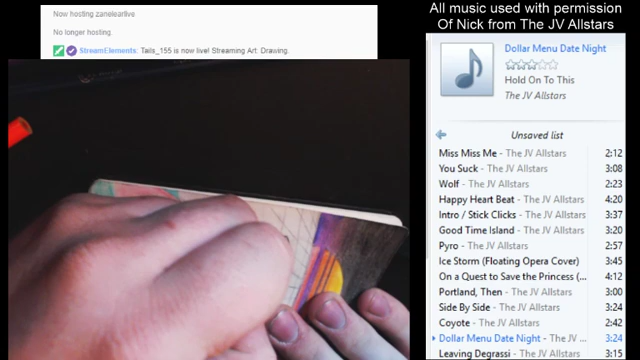 Now hosting zanelearlive
No longer hosting
StreamElements: Tails_155 is now live! Streaming Art: Drawing.
All music used with permission
Of Nick from The JV Allstars
Dollar Menu Date Night
Hold On To This
The JV Allstars
Unsaved list
Miss Miss Me - The JV Allstars 2:12
You Suck - The JV Allstars 3:08
Wolf - The JV Allstars 2:23
Happy Heart Beat - The JV Allstars 4:20
Intro / Stick Clicks - The JV Allstars 3:37
Good Time Island - The JV Allstars 3:20
Pyro - The JV Allstars 2:57
Ice Storm (Floating Opera Cover) 3:45
On a Quest to Save the Princess (... 4:12
Portland, Then - The JV Allstars 3:00
Side By Side - The JV Allstars 3:24
Coyote - The JV Allstars 2:42
Dollar Menu Date Night - The JV ... 3:24
Leaving Degrassi - The JV Allstars 3:15